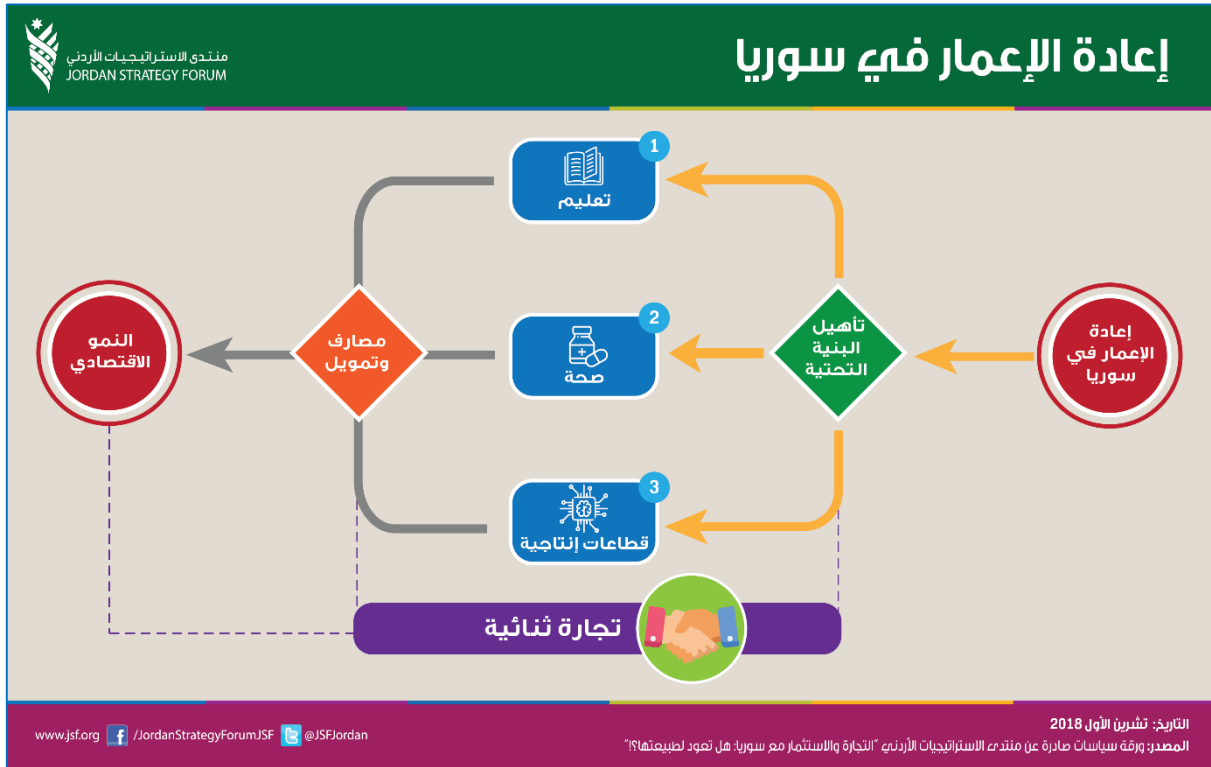 إعادة الإعمار في سوريا
منتدى الاستراتيجيات الأردني
JORDAN STRATEGY FORUM
إعادة
الإعمار في
سوريا
تأهيل
البنية
التحتية
1
تعليم
2
صحة
3
قطاعات إنتاجية
مصارف
وتمويل
النمو
الاقتصادي
تجارة ثنائية
التاريخ: تشرين الأول 2018
المصدر: ورقة سياسات صادرة عن منتدى الاستراتيجيات الأردني "التجارة والاستثمار مع سوريا: هل تعود لطبيعتها؟!"
www.jsf.org f /JordanStrategyForumJSF @JSFJordan